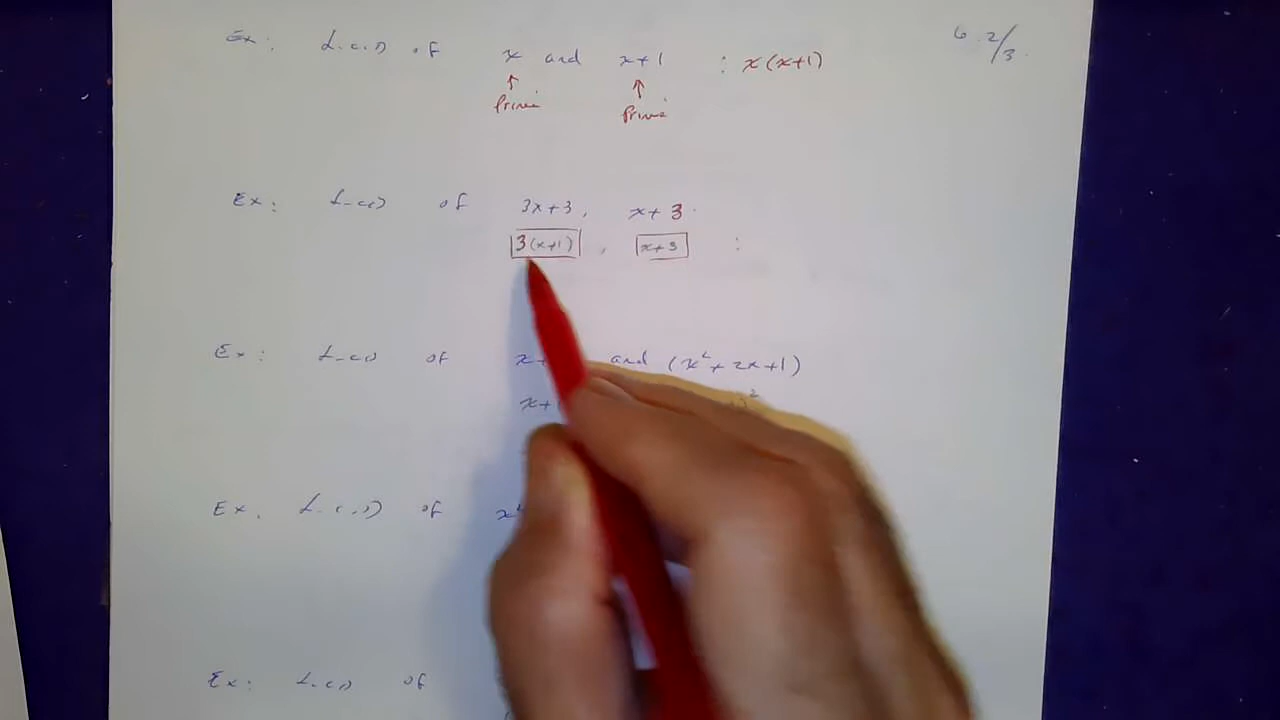 Ex: L.C.D of x and x+1 : x(x+1)
6.2/3.
↑ ↑
Prime Prime
Ex: L.C.D of 3x+3, x+3.
3(x+1) , x+3 :
Ex: L.C.D of x+ and (x²+2x+1)
x+ 2
Ex. L.C.D of
Ex: L.C.D of